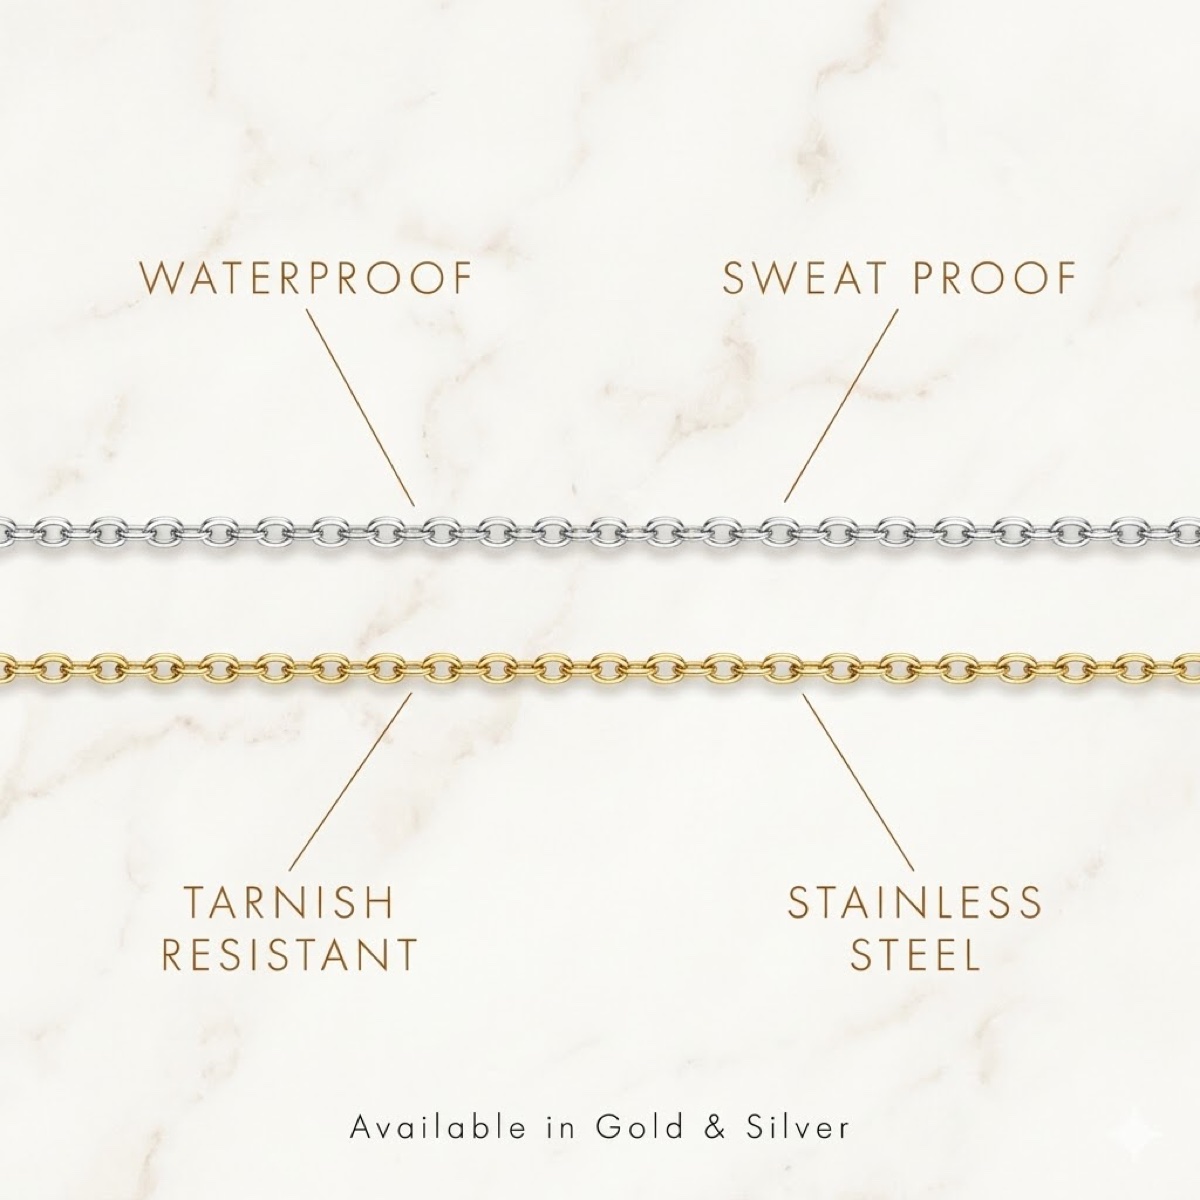 WATERPROOF
SWEAT PROOF
TARNISH
RESISTANT
STAINLESS
STEEL
Available in Gold & Silver